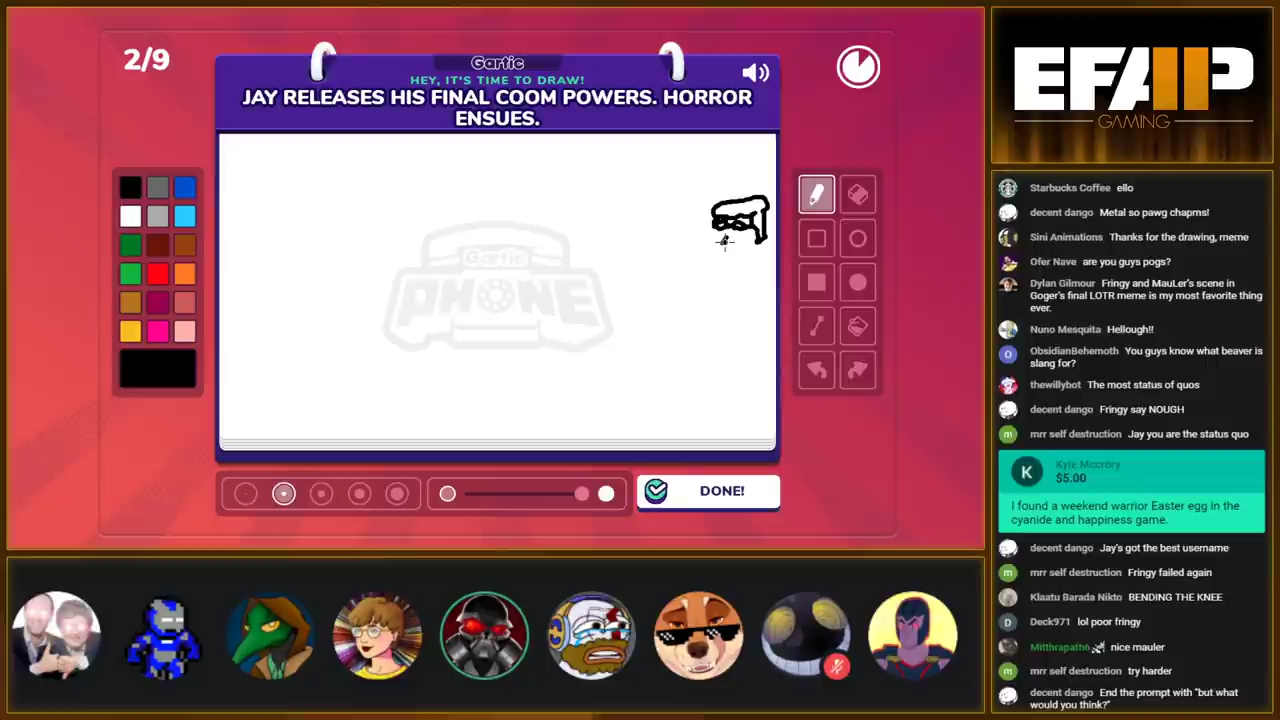 2/9
Gartic
HEY, IT'S TIME TO DRAW!
JAY RELEASES HIS FINAL COOM POWERS. HORROR
ENSUES.
Gartic
PHONE
DONE!
EFAP
GAMING
Starbucks Coffee ello
decent dango Metal so pawg chapms!
Sini Animations Thanks for the drawing, meme
Ofer Nave are you guys pogs?
Dylan Gilmour Fringy and MauLer's scene in
Goger's final LOTR meme is my most favorite thing
ever.
Nuno Mesquita Hellough!!
ObsidianBehemoth You guys know what beaver is
slang for?
thewillybot The most status of quos
decent dango Fringy say NOUGH
m mrr self destruction Jay you are the status quo
K Kyle Mccrory
$5.00
I found a weekend warrior Easter egg in the
cyanide and happiness game.
decent dango Jay's got the best username
m mrr self destruction Fringy failed again
Klaatu Barada Nikto BENDING THE KNEE
D Deck971 lol poor fringy
Mitthrapath6 nice mauler
m mrr self destruction try harder
decent dango End the prompt with "but what
would you think?"